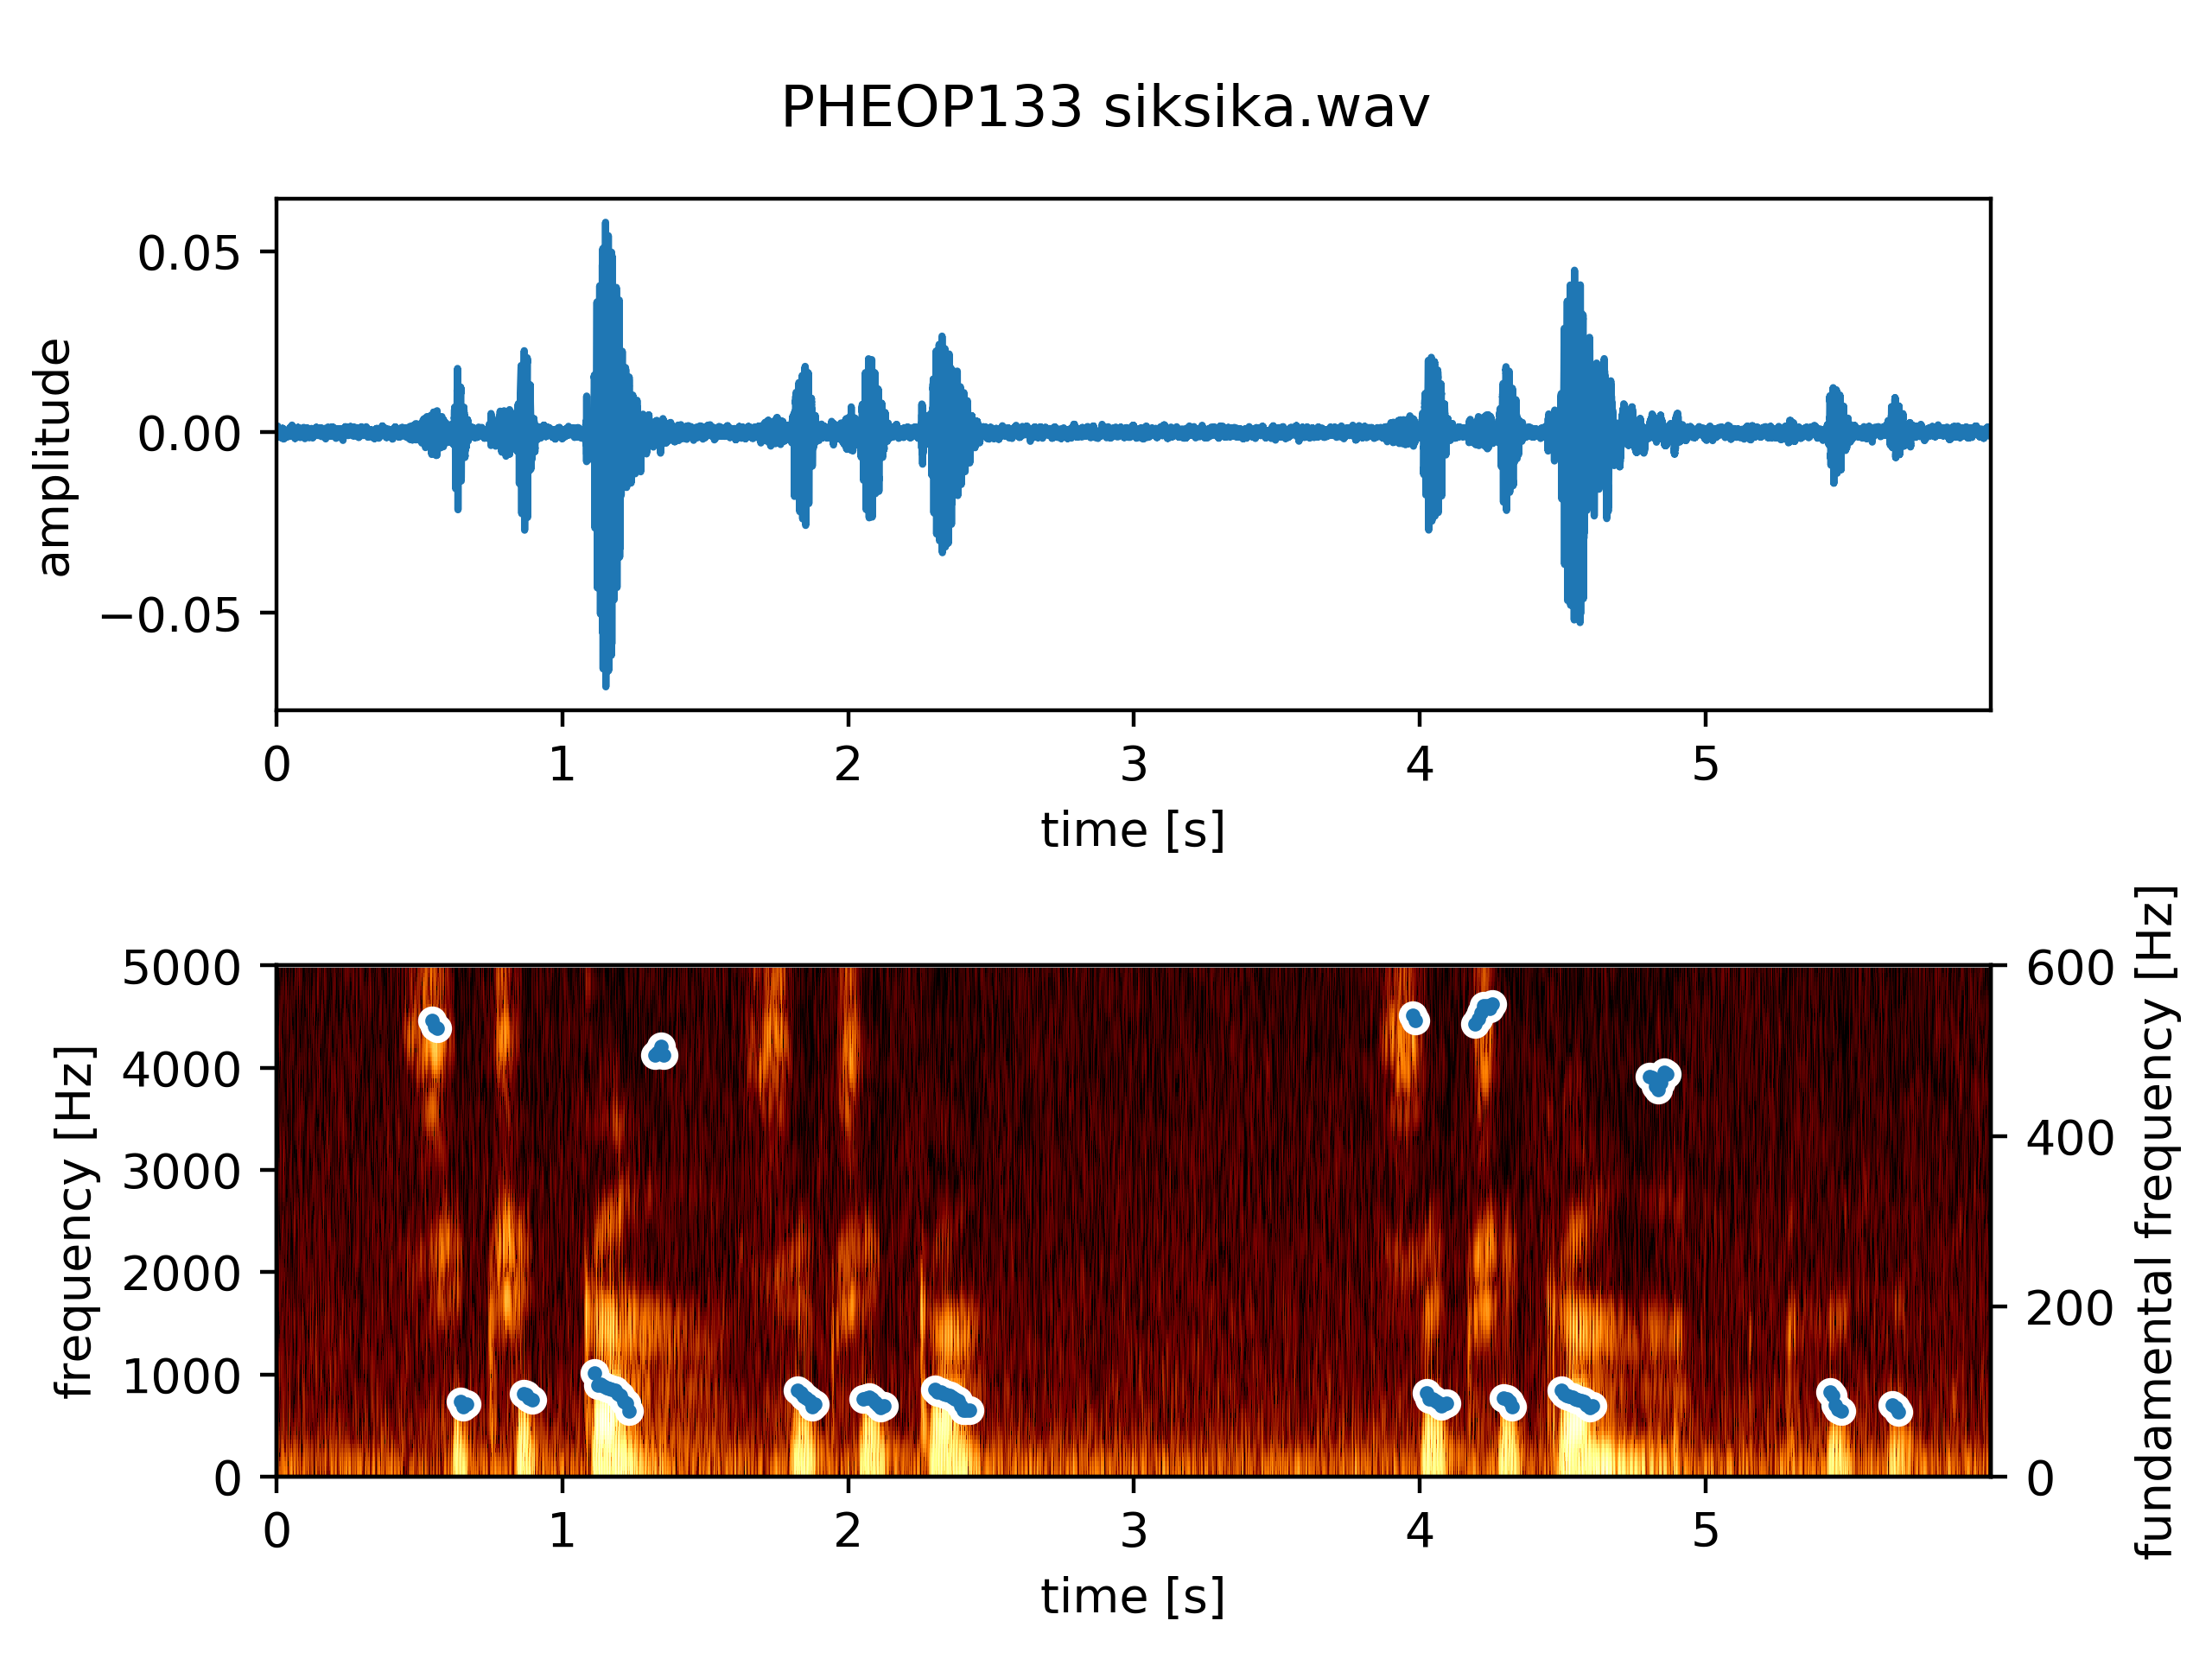 PHEOP133 siksika.wav
0.05
0.00
−0.05
amplitude
0 1 2 3 4 5
time [s]
5000
4000
3000
2000
1000
0
frequency [Hz]
600
400
200
0
fundamental frequency [Hz]
0 1 2 3 4 5
time [s]